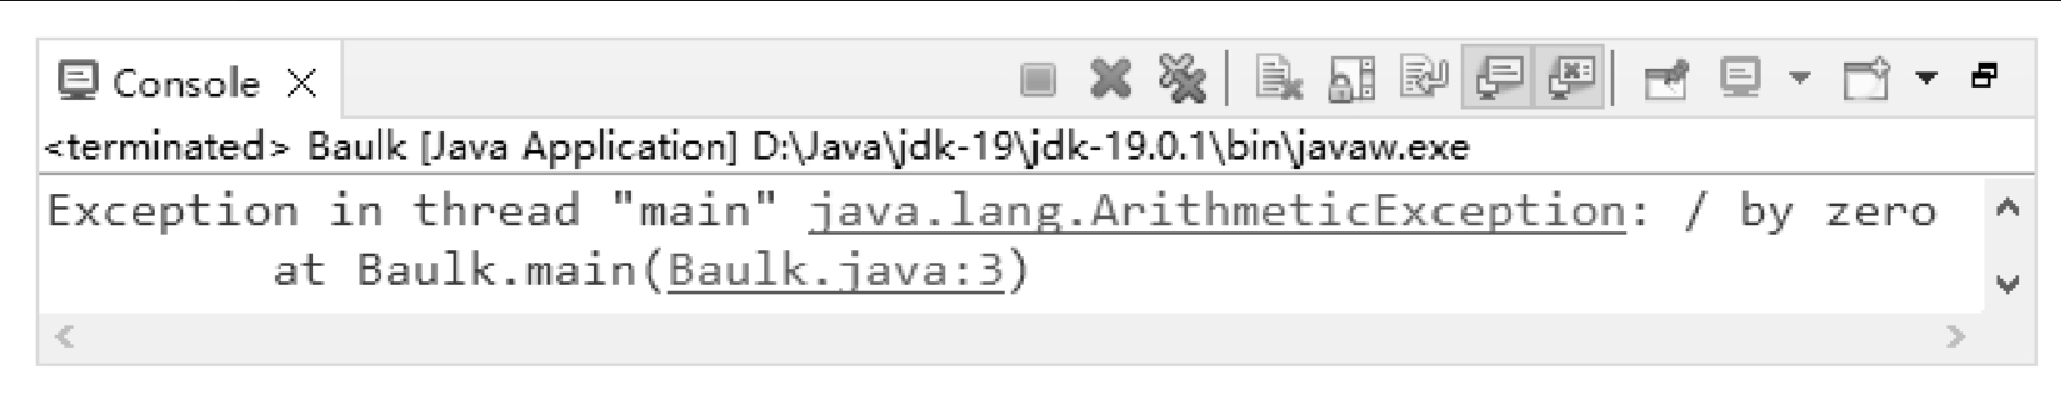 Console
<terminated> Baulk [Java Application] D:\Java\jdk-19\jdk-19.0.1\bin\javaw.exe
Exception in thread "main" java.lang.ArithmeticException: / by zero
at Baulk.main(Baulk.java:3)